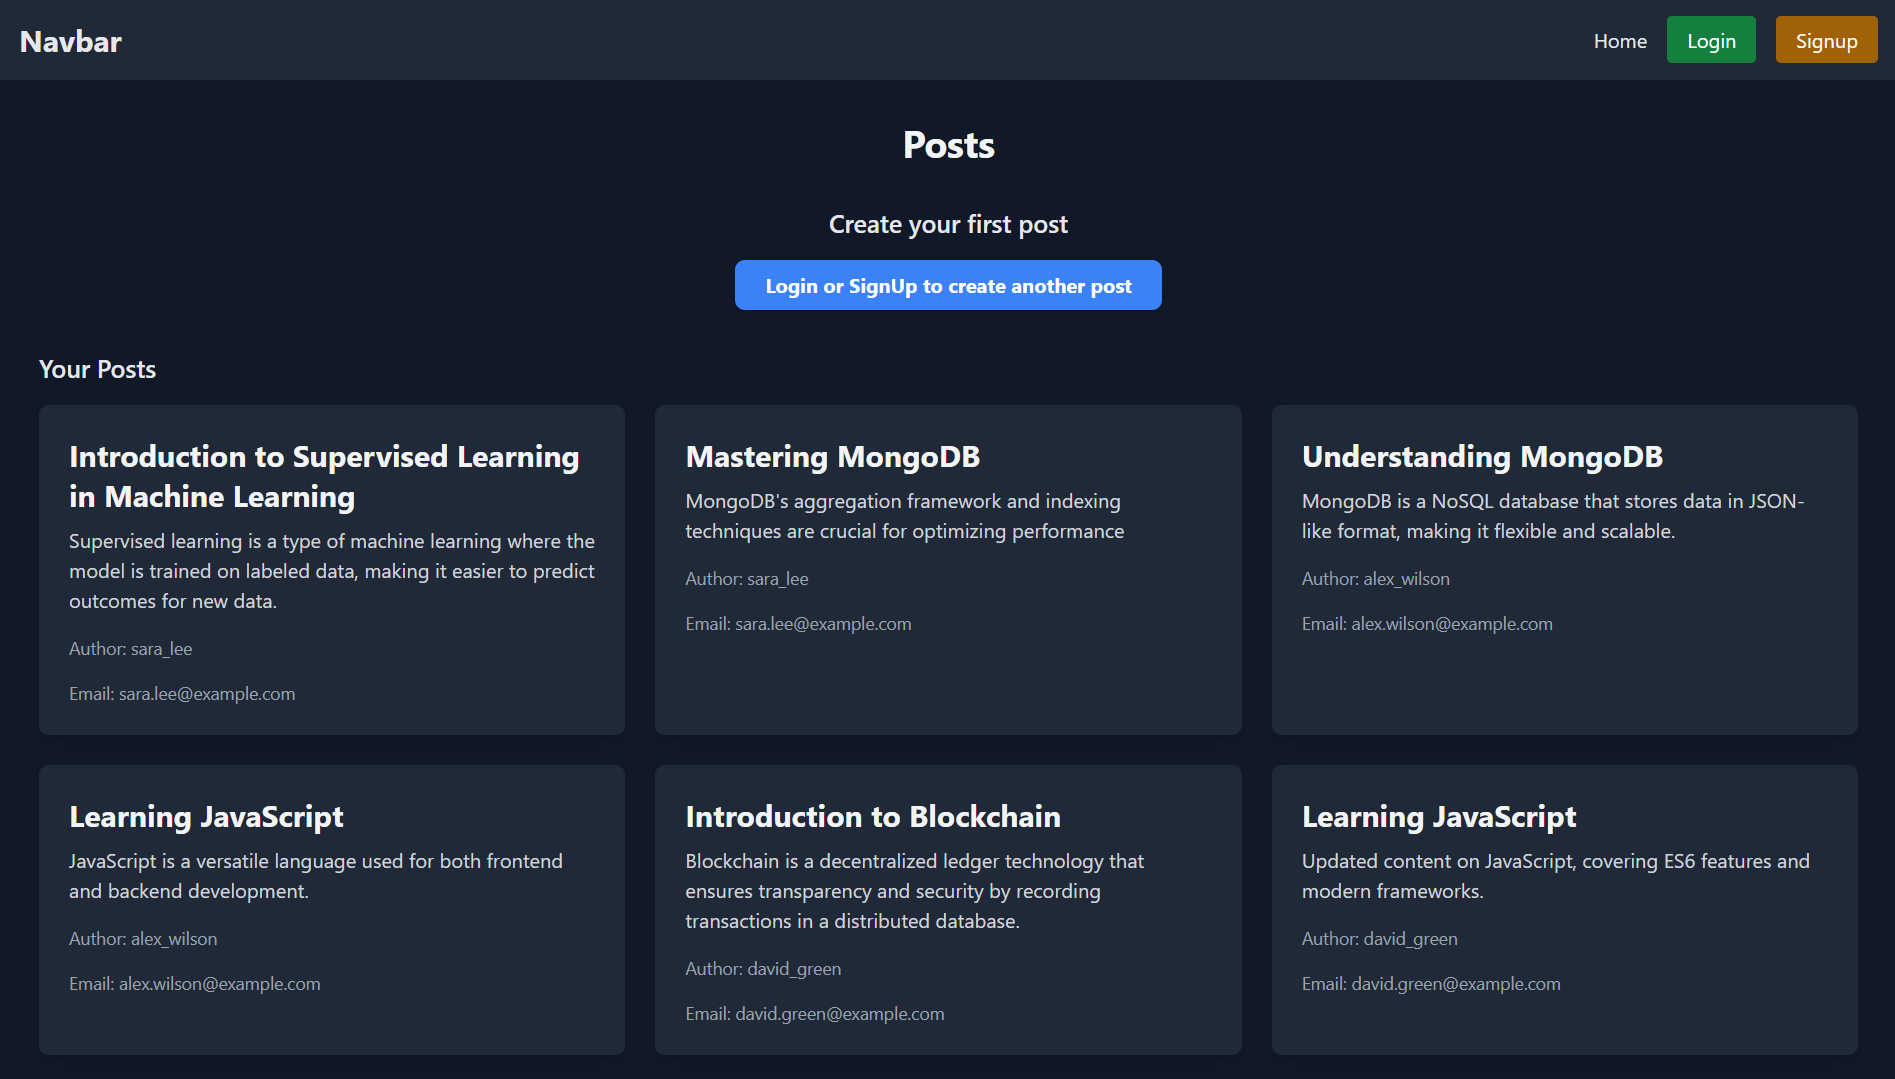 Navbar
Home
Login
Signup
Posts
Create your first post
Login or SignUp to create another post
Your Posts
Introduction to Supervised Learning
in Machine Learning
Supervised learning is a type of machine learning where the
model is trained on labeled data, making it easier to predict
outcomes for new data.
Author: sara_lee
Email: sara.lee@example.com
Mastering MongoDB
MongoDB's aggregation framework and indexing
techniques are crucial for optimizing performance
Author: sara_lee
Email: sara.lee@example.com
Understanding MongoDB
MongoDB is a NoSQL database that stores data in JSON-
like format, making it flexible and scalable.
Author: alex_wilson
Email: alex.wilson@example.com
Learning JavaScript
JavaScript is a versatile language used for both frontend
and backend development.
Author: alex_wilson
Email: alex.wilson@example.com
Introduction to Blockchain
Blockchain is a decentralized ledger technology that
ensures transparency and security by recording
transactions in a distributed database.
Author: david_green
Email: david.green@example.com
Learning JavaScript
Updated content on JavaScript, covering ES6 features and
modern frameworks.
Author: david_green
Email: david.green@example.com